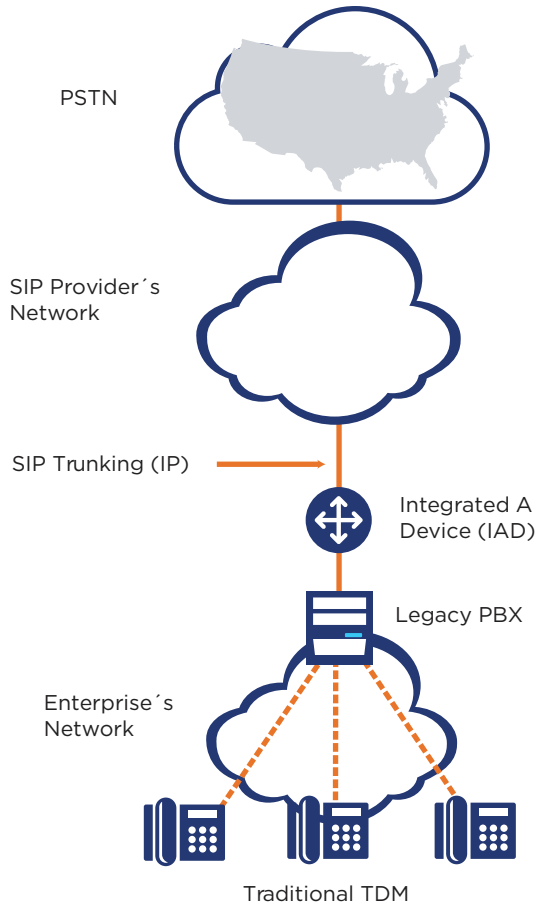 PSTN
SIP Provider´s
Network
SIP Trunking (IP)
Integrated A
Device (IAD)
Legacy PBX
Enterprise´s
Network
Traditional TDM